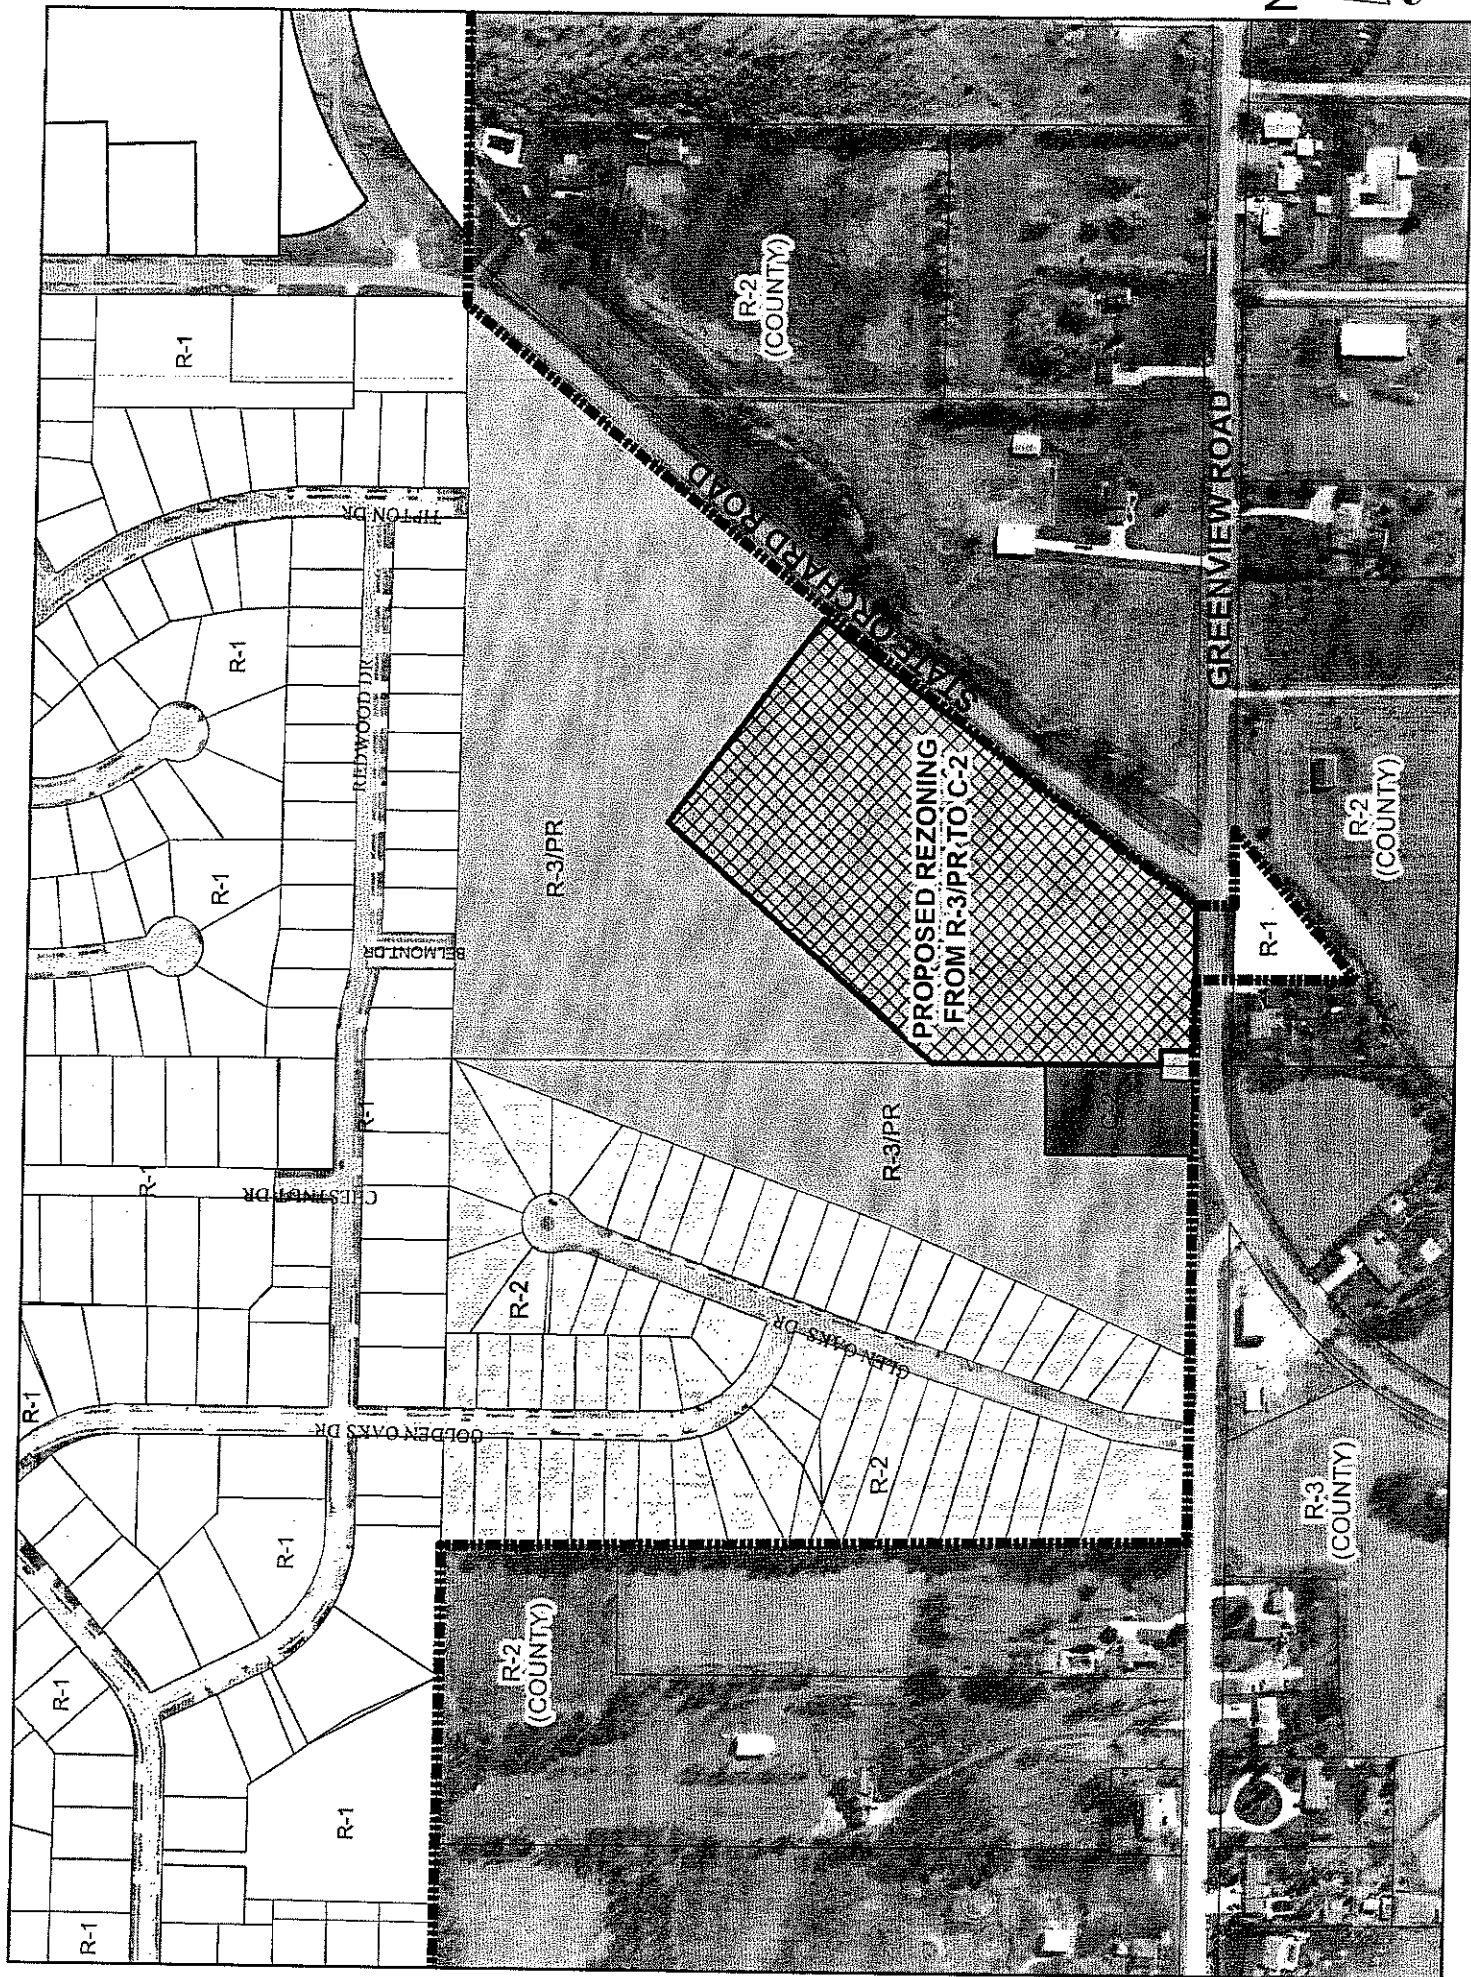 N
R-1
R-1
R-1
R-1
R-1
R-1
R-1
R-1
R-1
R-1
TIPTON DR
REDWOOD DR
BELMONT DR
CHESTNUT DR
GOLDEN OAKS DR
GLEN OAKS DR
R-2
R-2
R-3/PR
R-3/PR
C-2
PROPOSED REZONING
FROM R-3/PR TO C-2
STATE ORCHARD ROAD
GREENVIEW ROAD
R-1
R-2
(COUNTY)
R-2
(COUNTY)
R-2
(COUNTY)
R-3
(COUNTY)